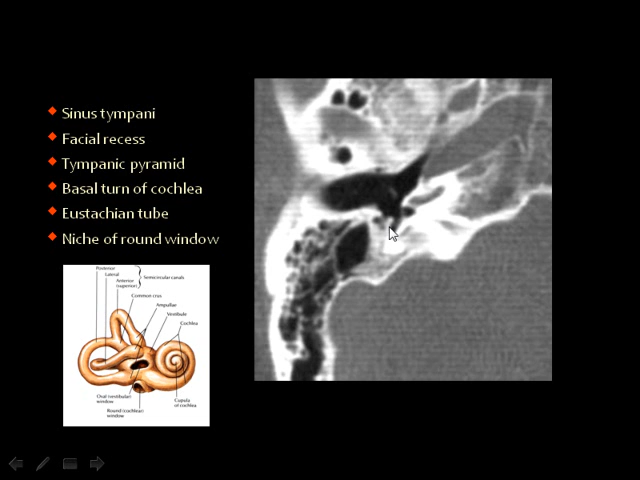 Sinus tympani
Facial recess
Tympanic pyramid
Basal turn of cochlea
Eustachian tube
Niche of round window
Posterior
Lateral
Anterior
(superior)
Semicircular canals
Common crus
Ampullae
Vestibule
Cochlea
Oval (vestibular)
window
Round (cochlear)
window
Cupula
of cochlea